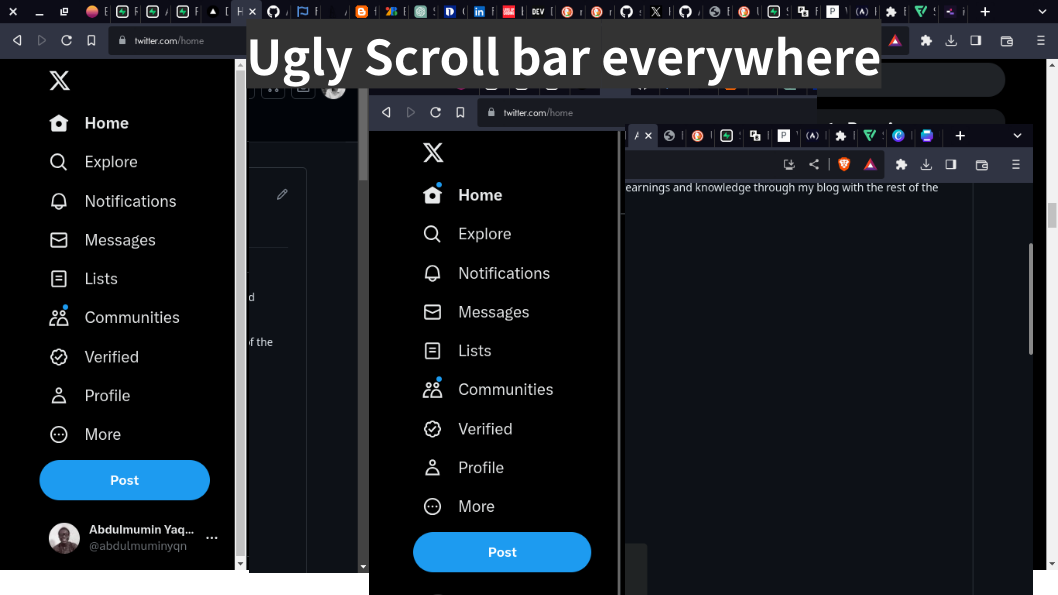 Ugly Scroll bar everywhere
twitter.com/home
Home
Explore
Notifications
Messages
Lists
Communities
Verified
Profile
More
Post
Abdulmumin Yaq...
@abdulmuminyqn
d
of the
twitter.com/home
Home
Explore
Notifications
Messages
Lists
Communities
Verified
Profile
More
Post
earnings and knowledge through my blog with the rest of the